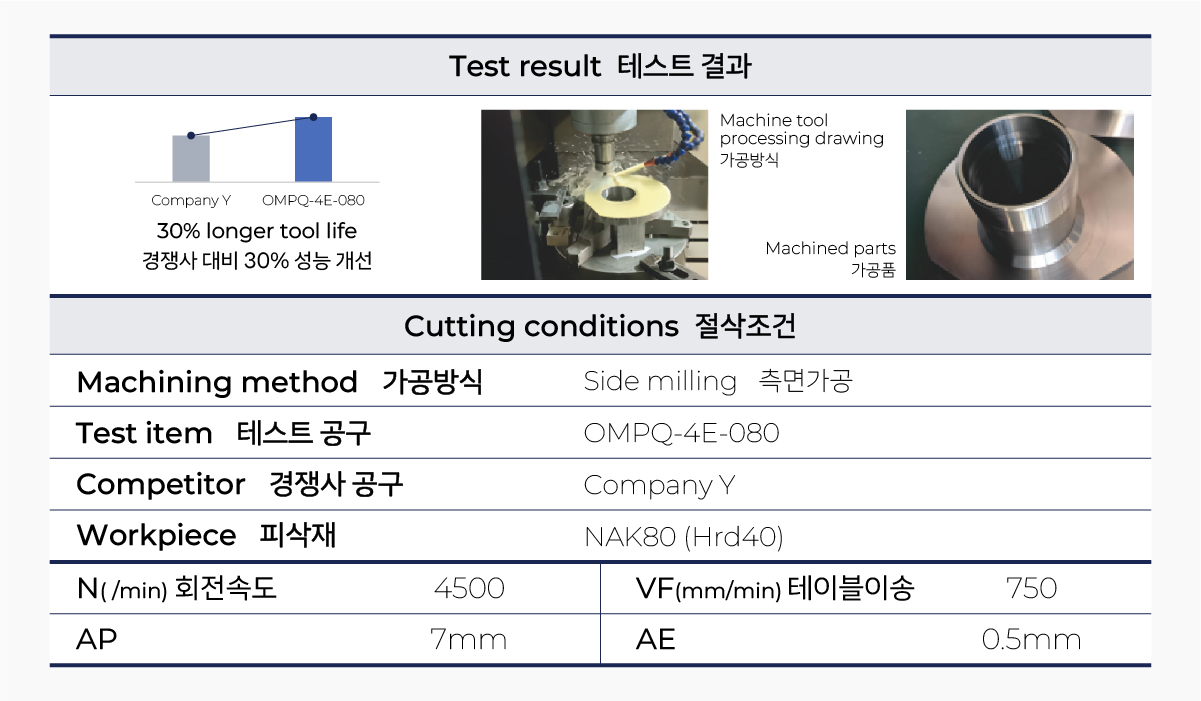 Test result 테스트 결과
Company Y
OMPQ-4E-080
30% longer tool life
경쟁사 대비 30% 성능 개선
Machine tool
processing drawing
가공방식
Machined parts
가공품
Cutting conditions 절삭조건
Machining method 가공방식 Side milling 측면가공
Test item 테스트 공구 OMPQ-4E-080
Competitor 경쟁사 공구 Company Y
Workpiece 피삭재 NAK80 (Hrd40)
N( /min) 회전속도 4500 VF(mm/min) 테이블이송 750
AP 7mm AE 0.5mm